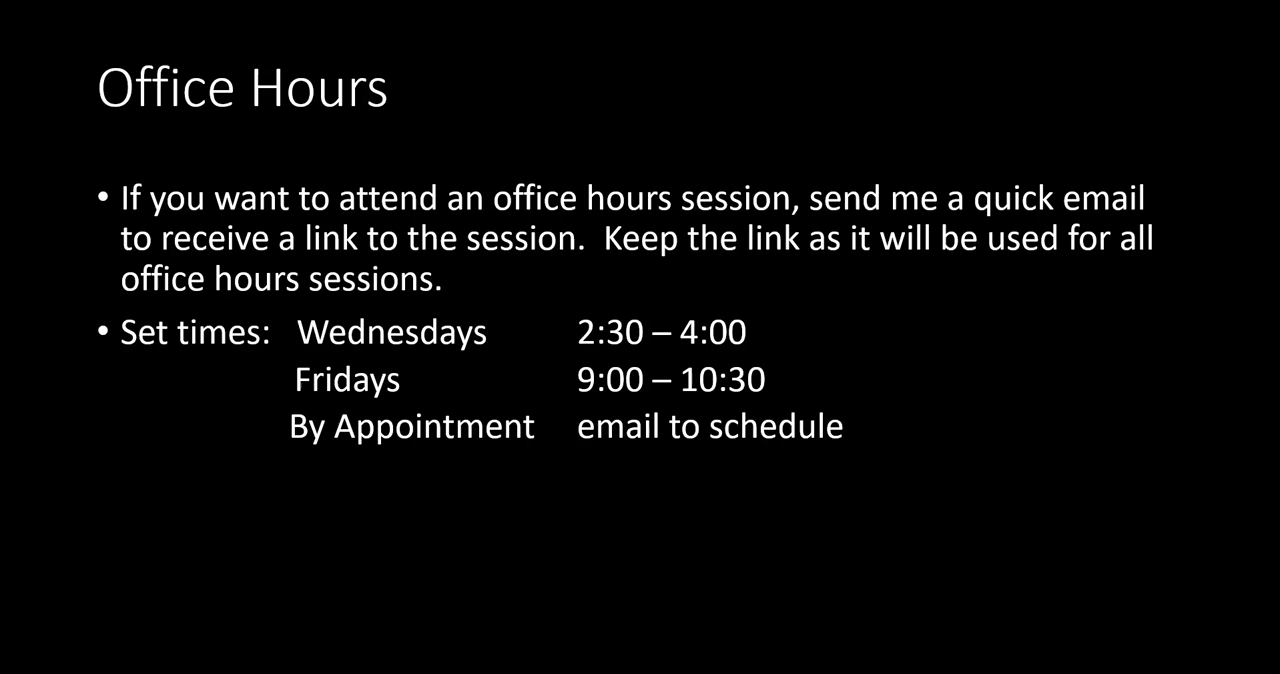 Office Hours
• If you want to attend an office hours session, send me a quick email
to receive a link to the session.  Keep the link as it will be used for all
office hours sessions.
• Set times:   Wednesdays   2:30 – 4:00
Fridays   9:00 – 10:30
By Appointment   email to schedule